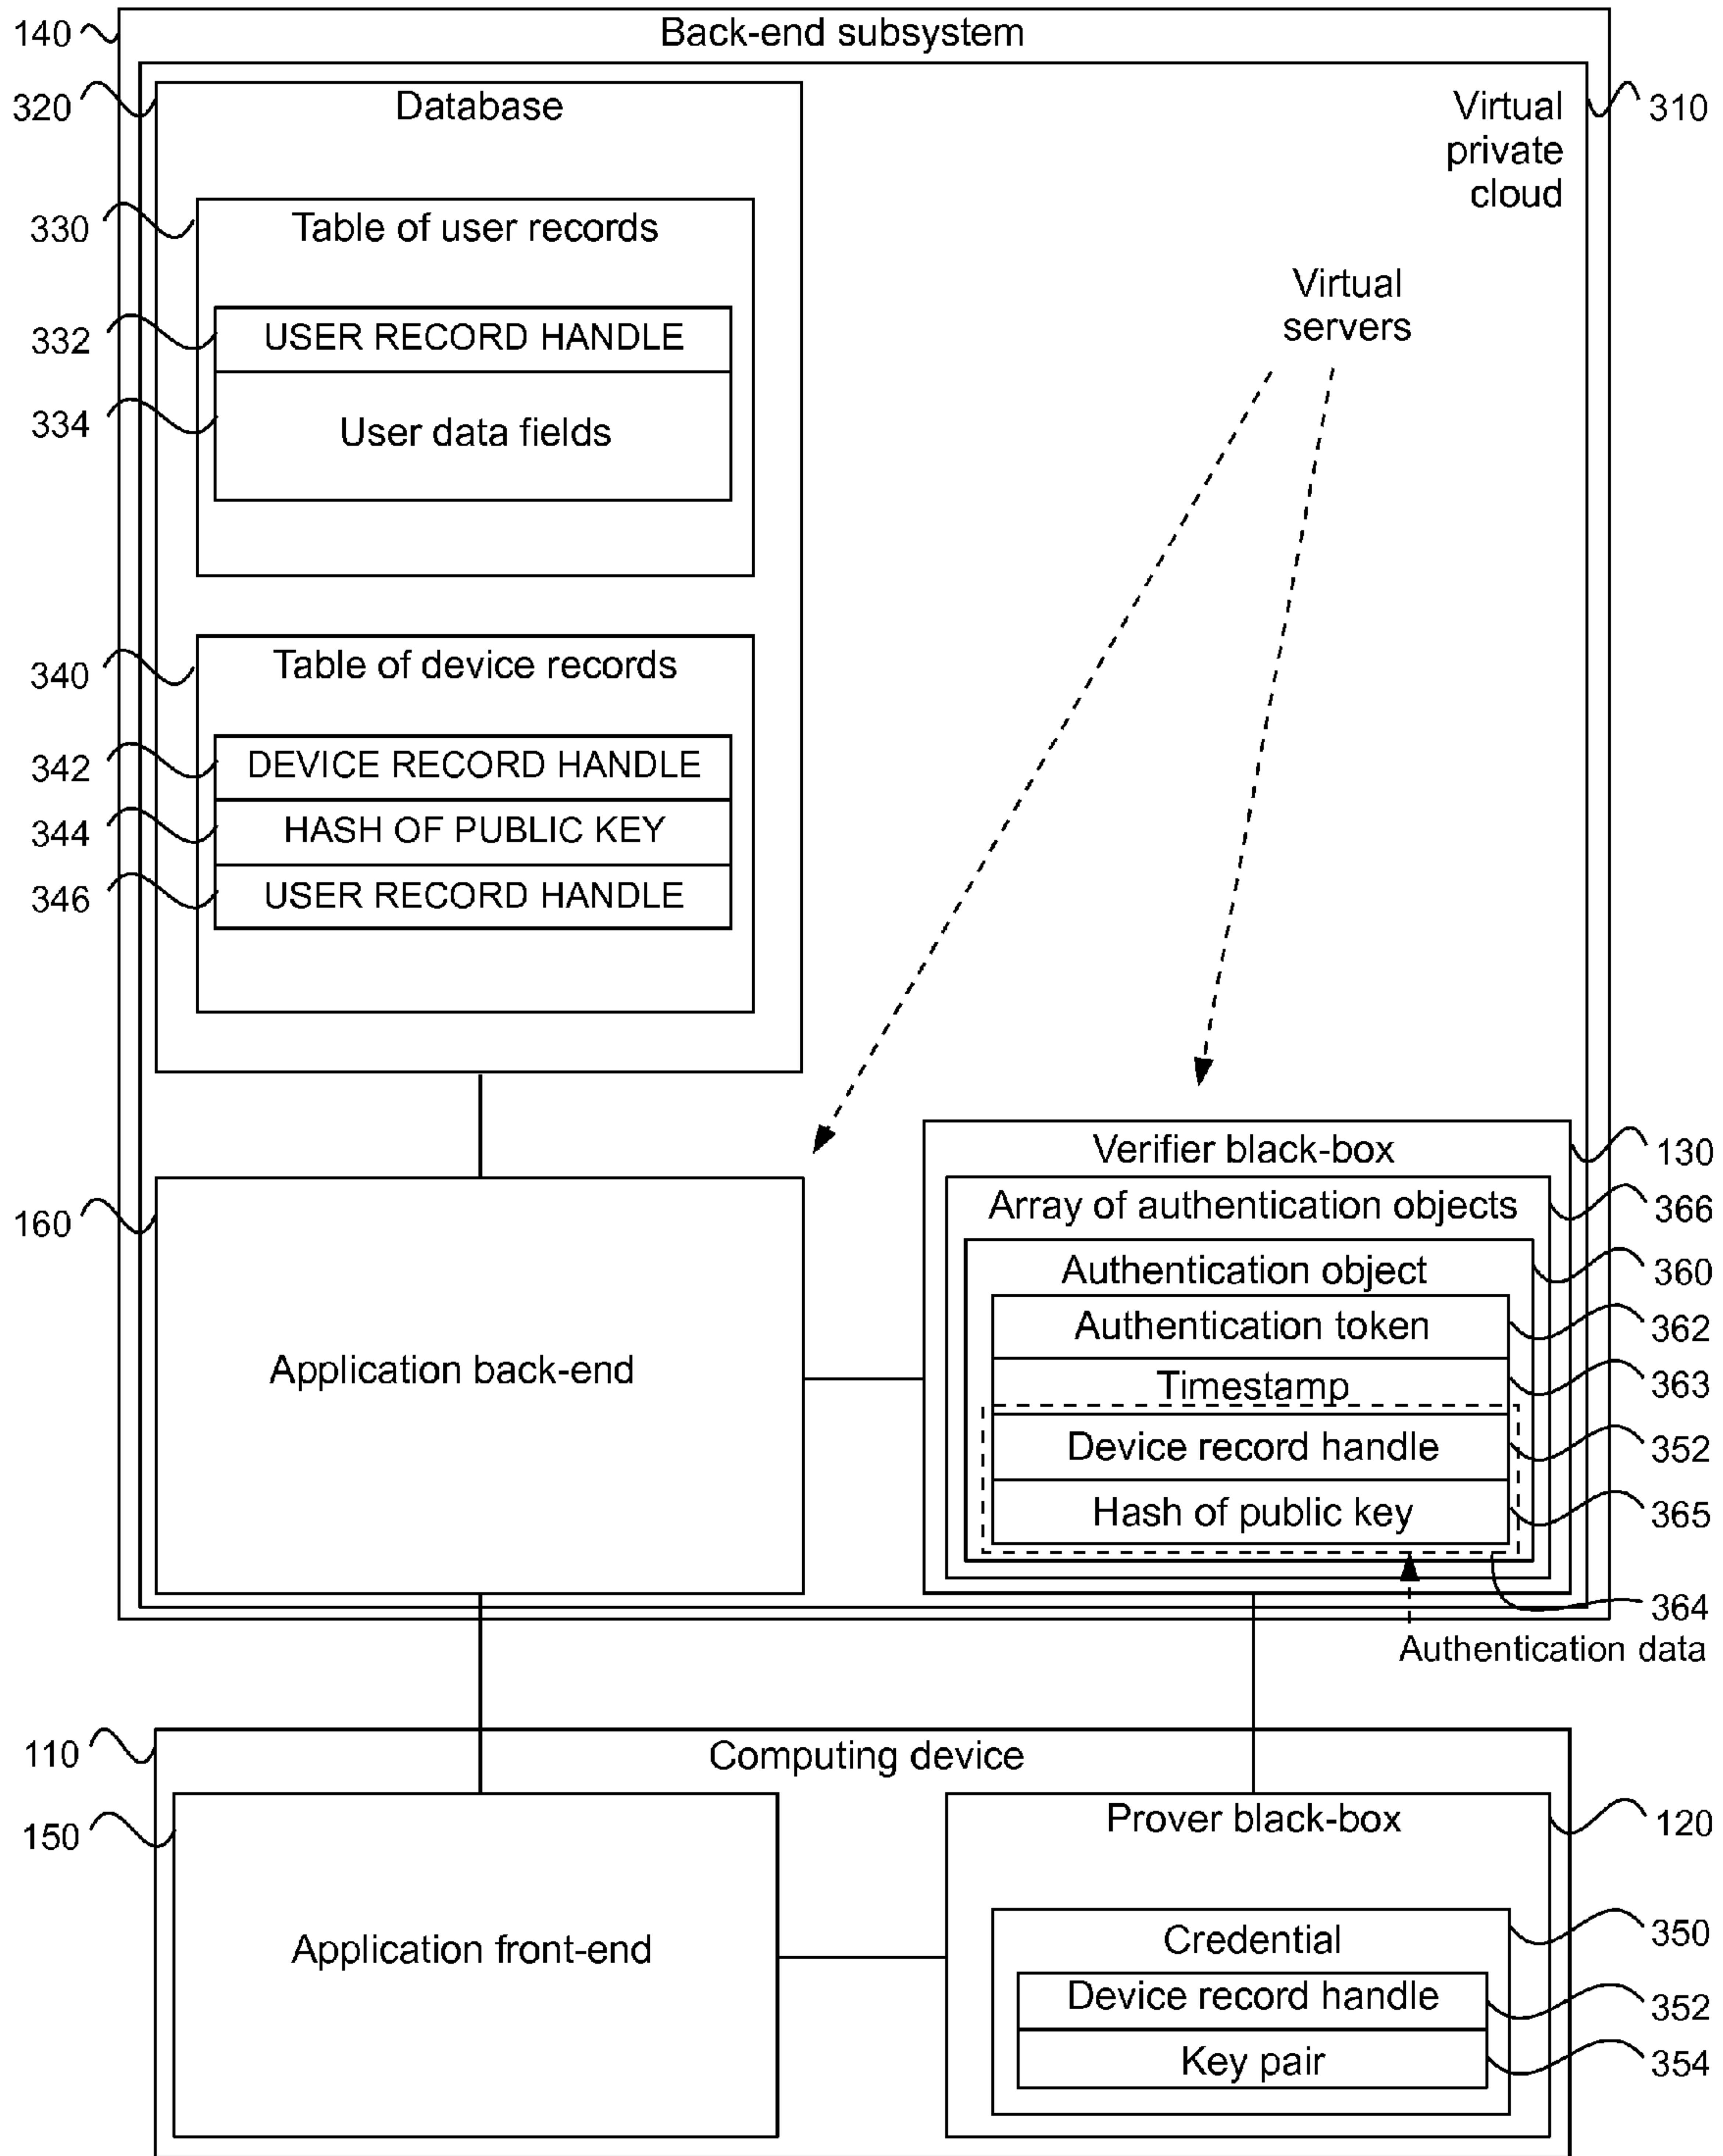 140
Back-end subsystem
320
Database
Virtual
private
cloud
310
330
Table of user records
Virtual
servers
332
USER RECORD HANDLE
334
User data fields
340
Table of device records
342
DEVICE RECORD HANDLE
344
HASH OF PUBLIC KEY
346
USER RECORD HANDLE
160
Application back-end
Verifier black-box
130
Array of authentication objects
366
Authentication object
360
Authentication token
362
Timestamp
363
Device record handle
352
Hash of public key
365
364
Authentication data
110
Computing device
150
Application front-end
Prover black-box
120
Credential
350
Device record handle
352
Key pair
354